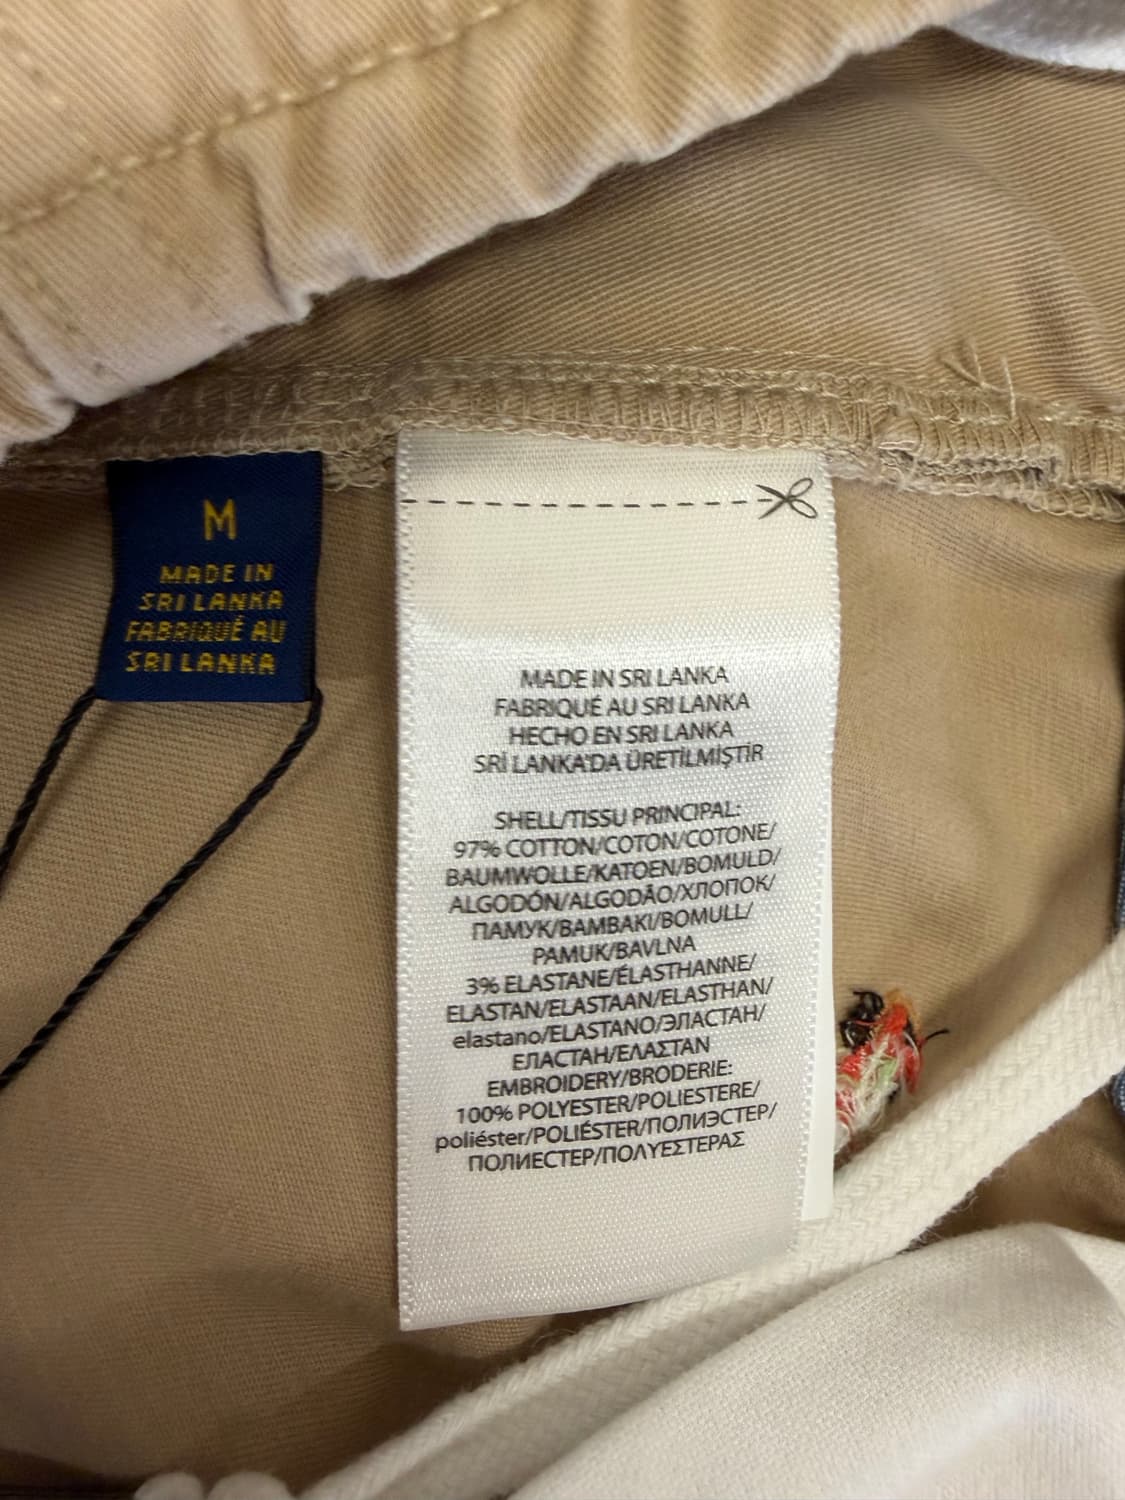 M
MADE IN
SRI LANKA
FABRIQUÉ AU
SRI LANKA
MADE IN SRI LANKA
FABRIQUÉ AU SRI LANKA
HECHO EN SRI LANKA
SRİ LANKA'DA ÜRETİLMİŞTİR
SHELL/TISSU PRINCIPAL:
97% COTTON/COTON/COTONE/
BAUMWOLLE/KATOEN/BOMULD/
ALGODÓN/ALGODÃO/ХЛОПОК/
ПАМУК/ΒΑΜΒΑΚΙ/BOMULL/
PAMUK/BAVLNA
3% ELASTANE/ÉLASTHANNE/
ELASTAN/ELASTAAN/ELASTHAN/
elastano/ELASTANO/ЭЛАСТАН/
ЕЛАСТАН/ΕΛΑΣΤΑΝ
EMBROIDERY/BRODERIE:
100% POLYESTER/POLIESTERE/
poliéster/POLIÉSTER/ПОЛИЭСТЕР/
ПОЛИЕСТЕР/ΠΟΛΥΕΣΤΕΡΑΣ